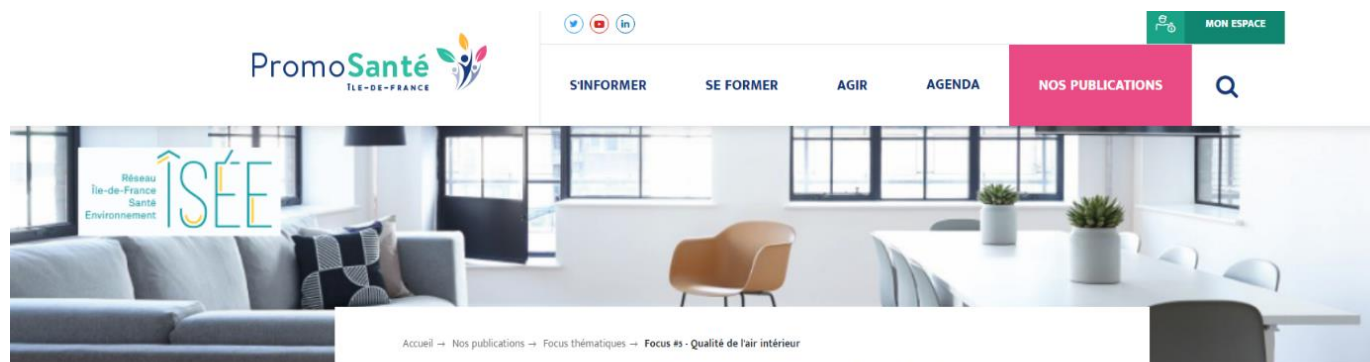 MON ESPACE
PromoSanté
ÎLE-DE-FRANCE
S'INFORMER
SE FORMER
AGIR
AGENDA
NOS PUBLICATIONS
Réseau
Île-de-France
Santé
Environnement
ÎSÉE
Accueil → Nos publications → Focus thématiques → Focus #5 - Qualité de l'air intérieur